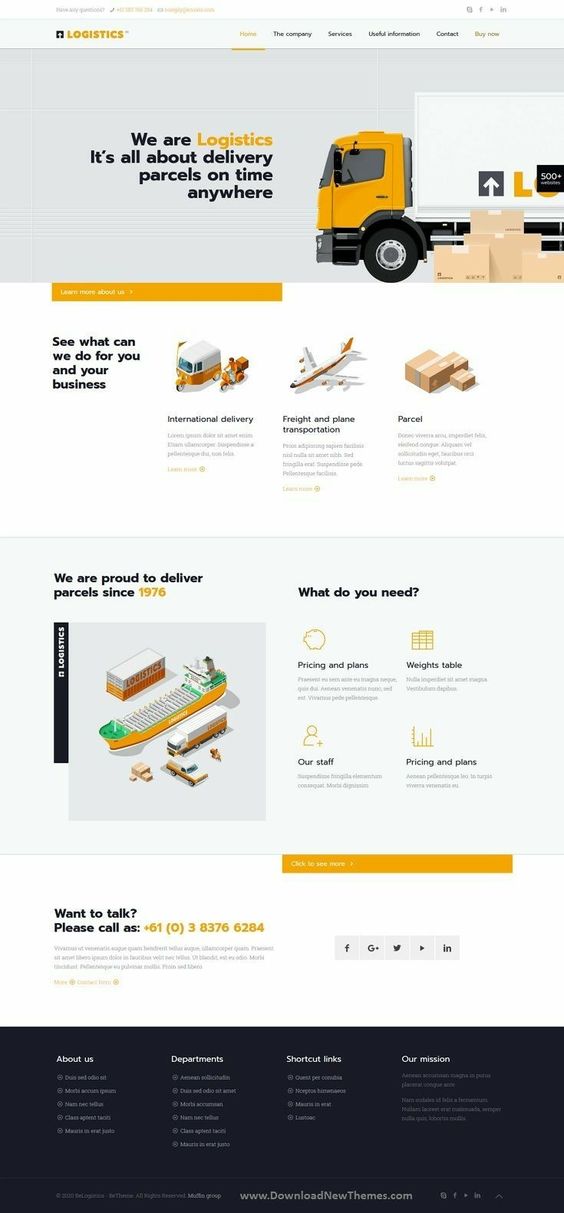 Have any questions?
LOGISTICS
Home
The company
Services
Useful information
Contact
Buy now
We are Logistics
It's all about delivery
parcels on time
anywhere
500+
websites
LOGISTICS
Learn more about us
See what can
we do for you
and your
business
International delivery
Lorem ipsum dolor sit amet enim.
Etiam ullamcorper. Suspendisse a
pellentesque dui, non felis.
Learn more
Freight and plane
transportation
Proin adipiscing sapien facilisis
nisl nulla sit amet nibh. Sed
fringilla erat. Suspendisse pede.
Pellentesque facilisis.
Learn more
Parcel
Donec viverra arcu, imperdiet felis,
eleifend congue. Aliquam vel
sollicitudin eget, faucibus orci
luctus sagittis volutpat.
Learn more
We are proud to deliver
parcels since 1976
LOGISTICS
LOGISTICS
LOGISTICS
What do you need?
Pricing and plans
Praesent eu sem ante eu magna neque,
quis dui. Aenean venenatis nunc, sed
est. Vivamus pede pellentesque.
Weights table
Nulla imperdiet sit amet magna.
Vestibulum dapibus.
Our staff
Suspendisse fringilla elementum
consequat. Morbi dignissim
Pricing and plans
Aenean pellentesque leo. In turpis
viverra venenatis eu.
Click to see more
Want to talk?
Please call as: +61 (0) 3 8376 6284
Vivamus ut venenatis augue quam hendrerit tellus augue, ullamcorper quam. Praesent
sit amet libero ipsum dolor in faucibus velit nec tellus. Ut blandit, est eu odio. Morbi
tincidunt. Pellentesque eu pulvinar mollis. Proin sed libero
More Contact form
f G+ in
About us
Duis sed odio sit
Morbi accum ipsum
Nam nec tellus
Class aptent taciti
Mauris in erat justo
Departments
Aenean sollicitudin
Duis sed odio sit amet
Morbi accumsan
Nam nec tellus
Class aptent taciti
Mauris in erat justo
Shortcut links
Quest per conubia
Nceptos himenaeos
Mauris in erat
Lustoac
Our mission
Aenean accumsan magna in purus
placerat congue ante
Nam sodales id felis a fermentum.
Nullam laoreet erat malesuada, semper
nulla quis, lobortis mollis.
© 2020 BeLogistics - BeTheme. All Rights Reserved. Muffin group
www.DownloadNewThemes.com